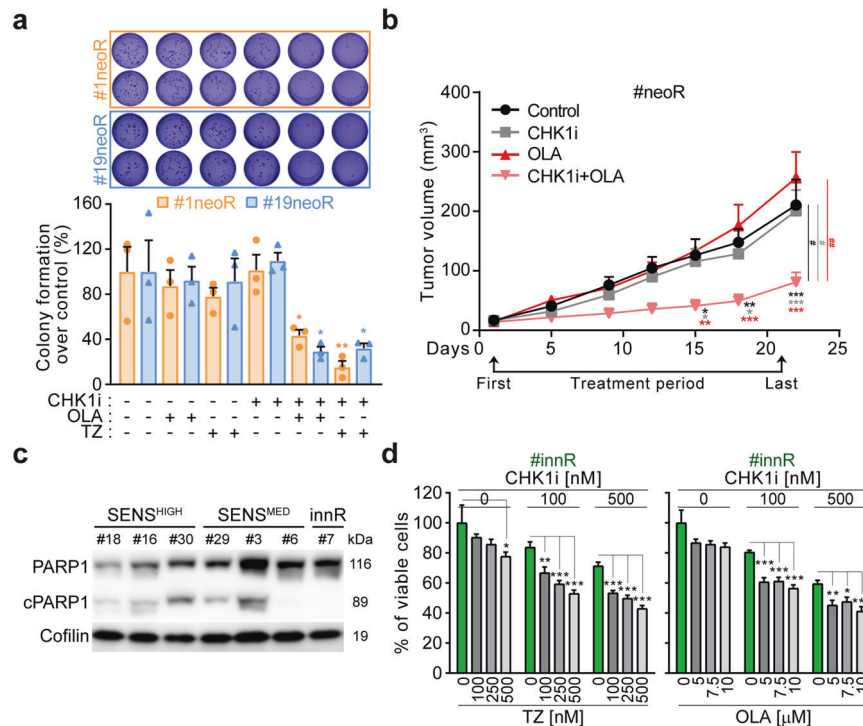 a
#1neoR
#19neoR
#1neoR #19neoR
Colony formation
over control (%)
160
120
80
40
0
* * ** *
CHK1i : - - - - - - + + + + + +
OLA : - - + + - - - - + + - -
TZ : - - - - + + - - - - + +
b
#neoR
Control
CHK1i
OLA
CHK1i+OLA
Tumor volume (mm³)
400
300
200
100
0
# # ##
* * **
** * ***
*** *** ***
Days 0 5 10 15 20 25
First Treatment period Last
c
SENSHIGH SENSMED innR
#18 #16 #30 #29 #3 #6 #7 kDa
PARP1 116
cPARP1 89
Cofilin 19
d
#innR
CHK1i [nM]
0 100 500
% of viable cells
120
100
80
60
40
20
0
* ** *** *** *** *** ***
0 100 250 500 0 100 250 500 0 100 250 500
TZ [nM]
#innR
CHK1i [nM]
0 100 500
*** *** *** ** * **
0 5 7.5 10 0 5 7.5 10 0 5 7.5 10
OLA [µM]